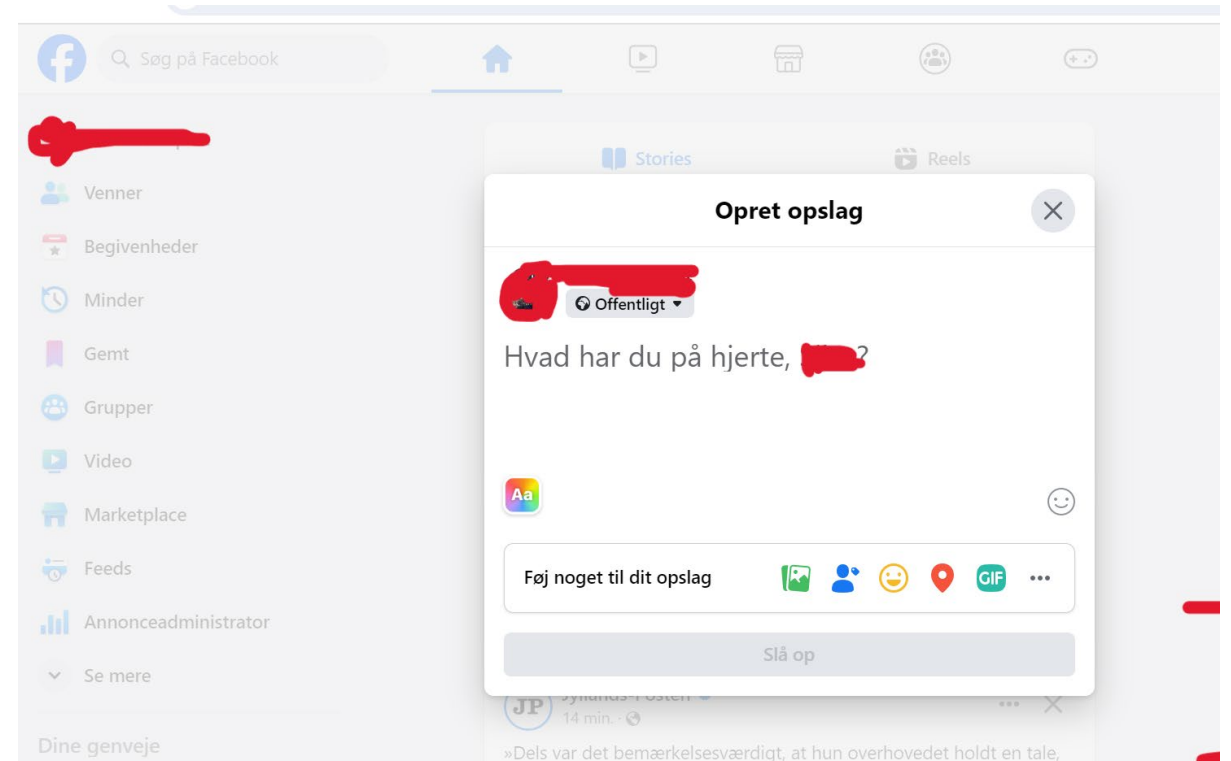 Søg på Facebook
Stories
Reels
Venner
Begivenheder
Minder
Gemt
Grupper
Video
Marketplace
Feeds
Annonceadministrator
Se mere
Dine genveje
Opret opslag
Offentligt
Hvad har du på hjerte, ?
Aa
Føj noget til dit opslag
GIF
Slå op
JP Jyllands-Posten
14 min. ·
»Dels var det bemærkelsesværdigt, at hun overhovedet holdt en tale,